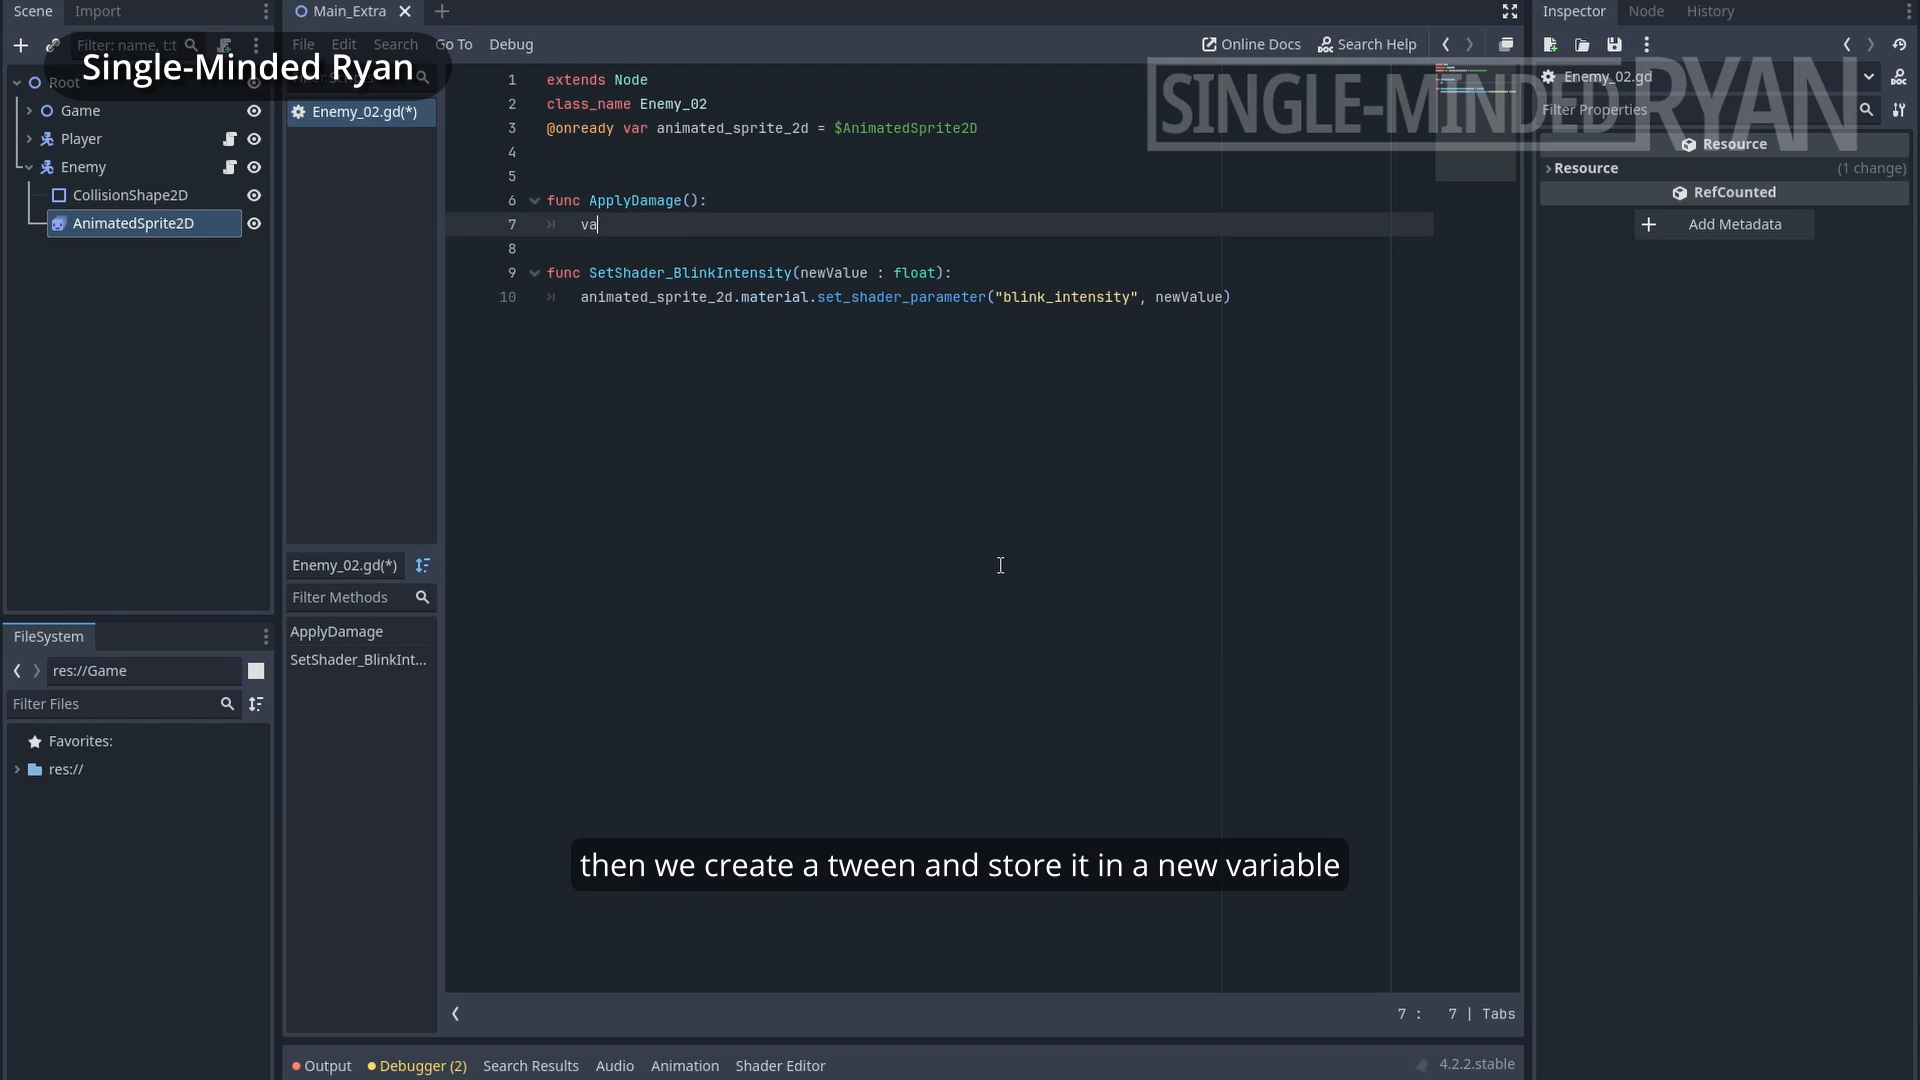 Scene
Import
Main_Extra
Inspector
Node
History
Filter: name, t:t
File
Edit
Search
Go To
Debug
Online Docs
Search Help
Single-Minded Ryan
Root
Game
Player
Enemy
CollisionShape2D
AnimatedSprite2D
Enemy_02.gd(*)
1 extends Node
2 class_name Enemy_02
3 @onready var animated_sprite_2d = $AnimatedSprite2D
4
5
6 func ApplyDamage():
7 va
8
9 func SetShader_BlinkIntensity(newValue : float):
10 animated_sprite_2d.material.set_shader_parameter("blink_intensity", newValue)
SINGLE-MINDED RYAN
Enemy_02.gd
Filter Properties
Resource
Resource (1 change)
RefCounted
Add Metadata
Enemy_02.gd(*)
Filter Methods
ApplyDamage
SetShader_BlinkInt...
FileSystem
res://Game
Filter Files
Favorites:
res://
then we create a tween and store it in a new variable
7 : 7 | Tabs
Output
Debugger (2)
Search Results
Audio
Animation
Shader Editor
4.2.2.stable